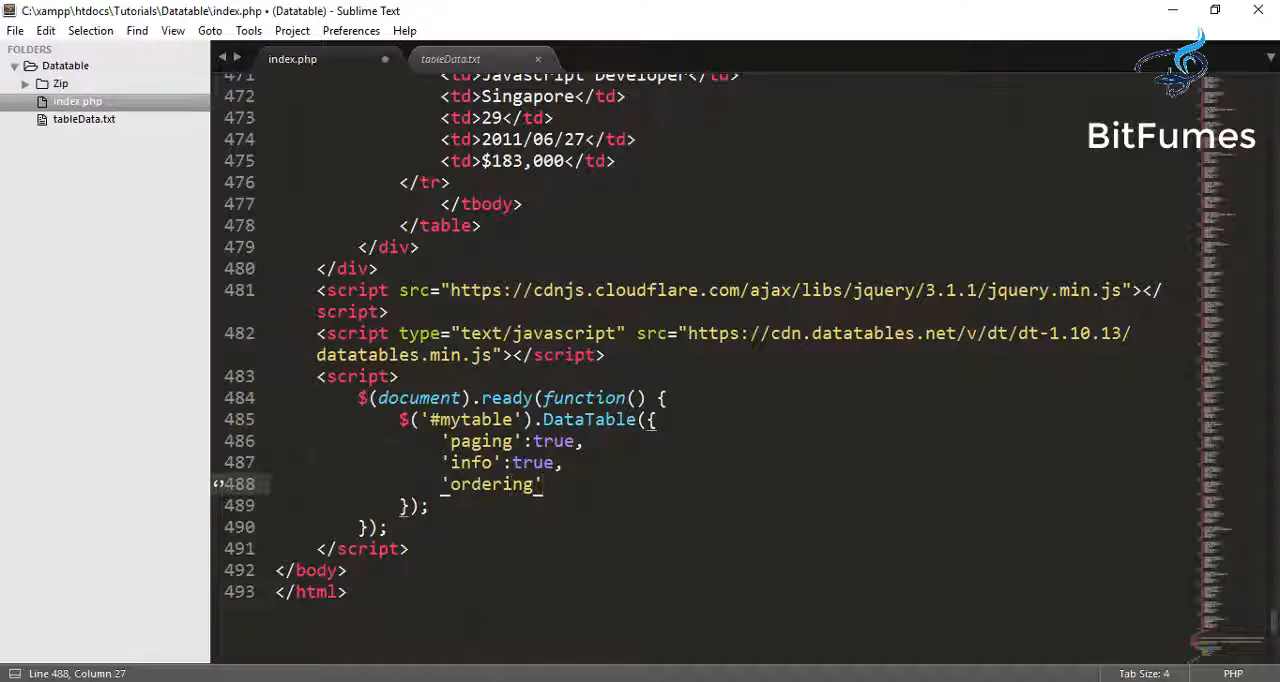 C:\xampp\htdocs\Tutorials\Datatable\index.php • (Datatable) - Sublime Text
File Edit Selection Find View Goto Tools Project Preferences Help
FOLDERS
Datatable
Zip
index.php
tableData.txt
index.php
tableData.txt
BitFumes
471 <td>Javascript Developer</td>
472 <td>Singapore</td>
473 <td>29</td>
474 <td>2011/06/27</td>
475 <td>$183,000</td>
476 </tr>
477 </tbody>
478 </table>
479 </div>
480 </div>
481 <script src="https://cdnjs.cloudflare.com/ajax/libs/jquery/3.1.1/jquery.min.js"></
script>
482 <script type="text/javascript" src="https://cdn.datatables.net/v/dt/dt-1.10.13/
datatables.min.js"></script>
483 <script>
484 $(document).ready(function() {
485 $('#mytable').DataTable({
486 'paging':true,
487 'info':true,
488 'ordering'
489 });
490 });
491 </script>
492 </body>
493 </html>
Line 488, Column 27
Tab Size: 4
PHP